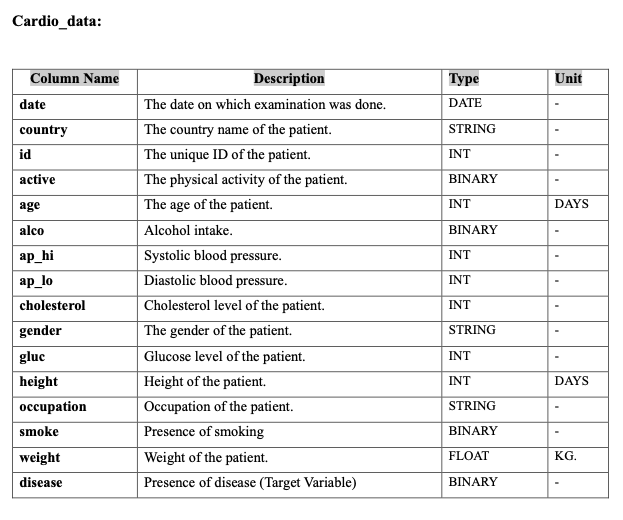 Cardio_data:
Column Name Description Type Unit
date The date on which examination was done. DATE -
country The country name of the patient. STRING -
id The unique ID of the patient. INT -
active The physical activity of the patient. BINARY -
age The age of the patient. INT DAYS
alco Alcohol intake. BINARY -
ap_hi Systolic blood pressure. INT -
ap_lo Diastolic blood pressure. INT -
cholesterol Cholesterol level of the patient. INT -
gender The gender of the patient. STRING -
gluc Glucose level of the patient. INT -
height Height of the patient. INT DAYS
occupation Occupation of the patient. STRING -
smoke Presence of smoking BINARY -
weight Weight of the patient. FLOAT KG.
disease Presence of disease (Target Variable) BINARY -